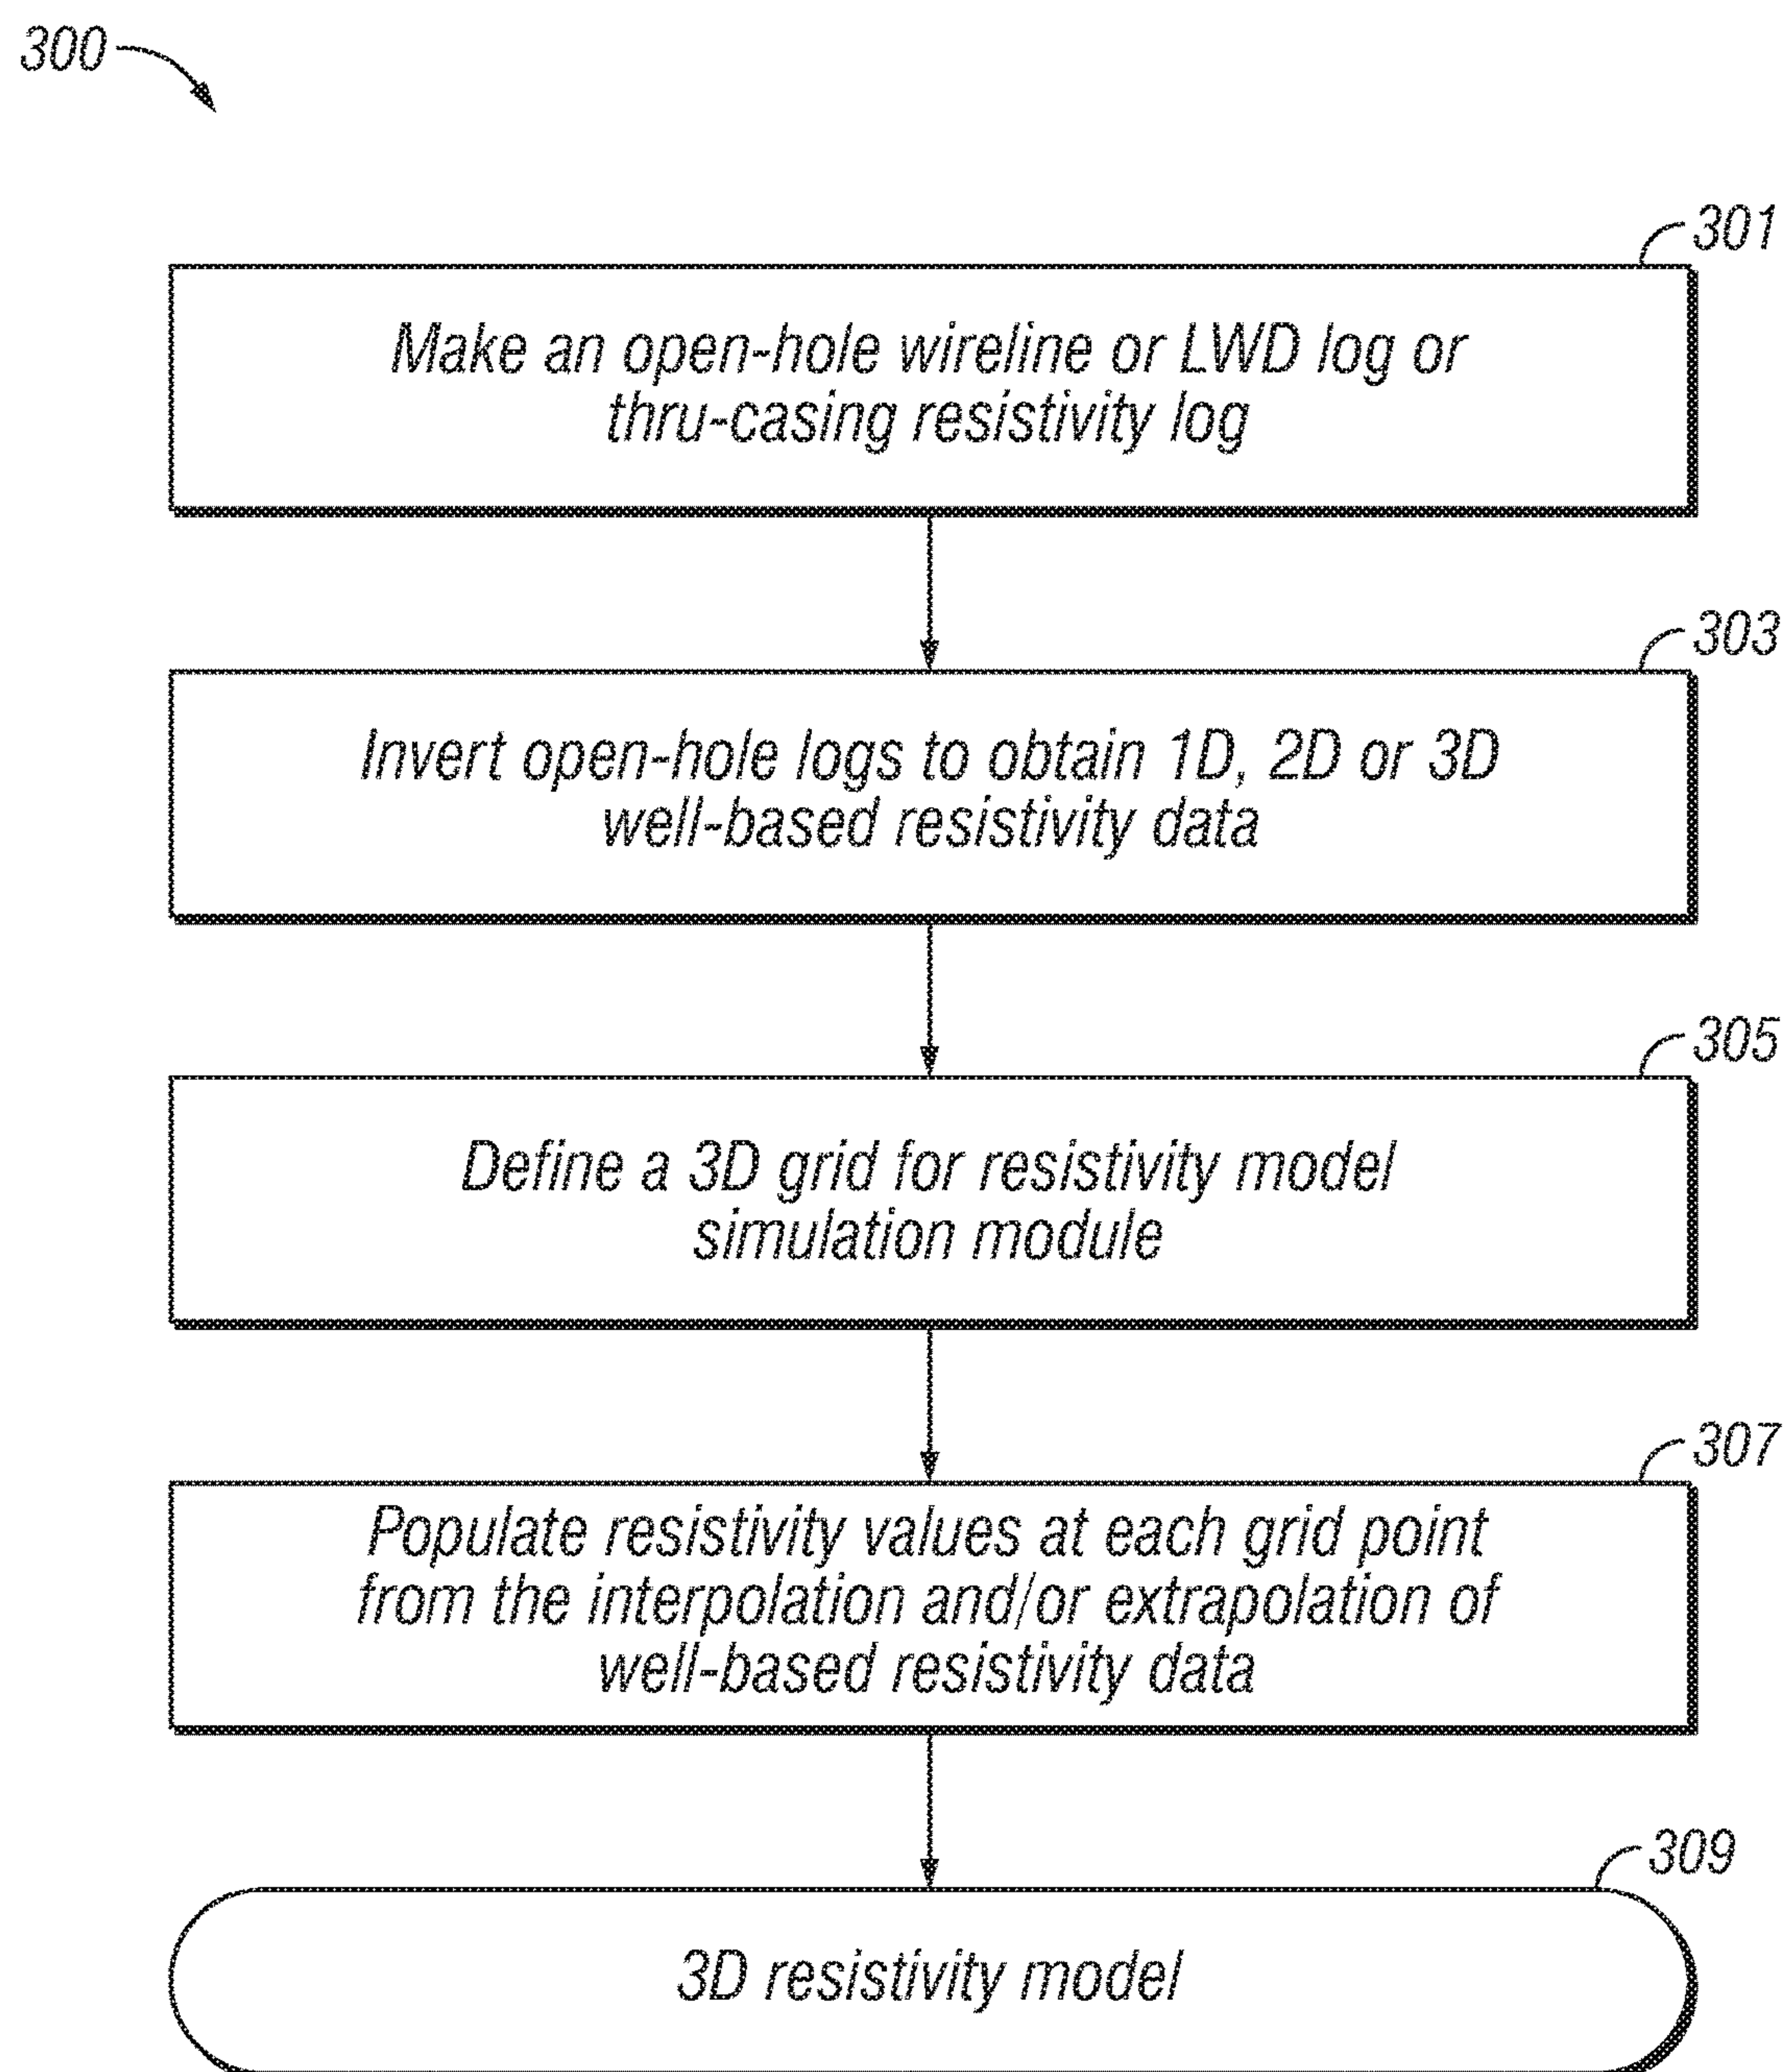 300
301
Make an open-hole wireline or LWD log or
thru-casing resistivity log
303
Invert open-hole logs to obtain 1D, 2D or 3D
well-based resistivity data
305
Define a 3D grid for resistivity model
simulation module
307
Populate resistivity values at each grid point
from the interpolation and/or extrapolation of
well-based resistivity data
309
3D resistivity model